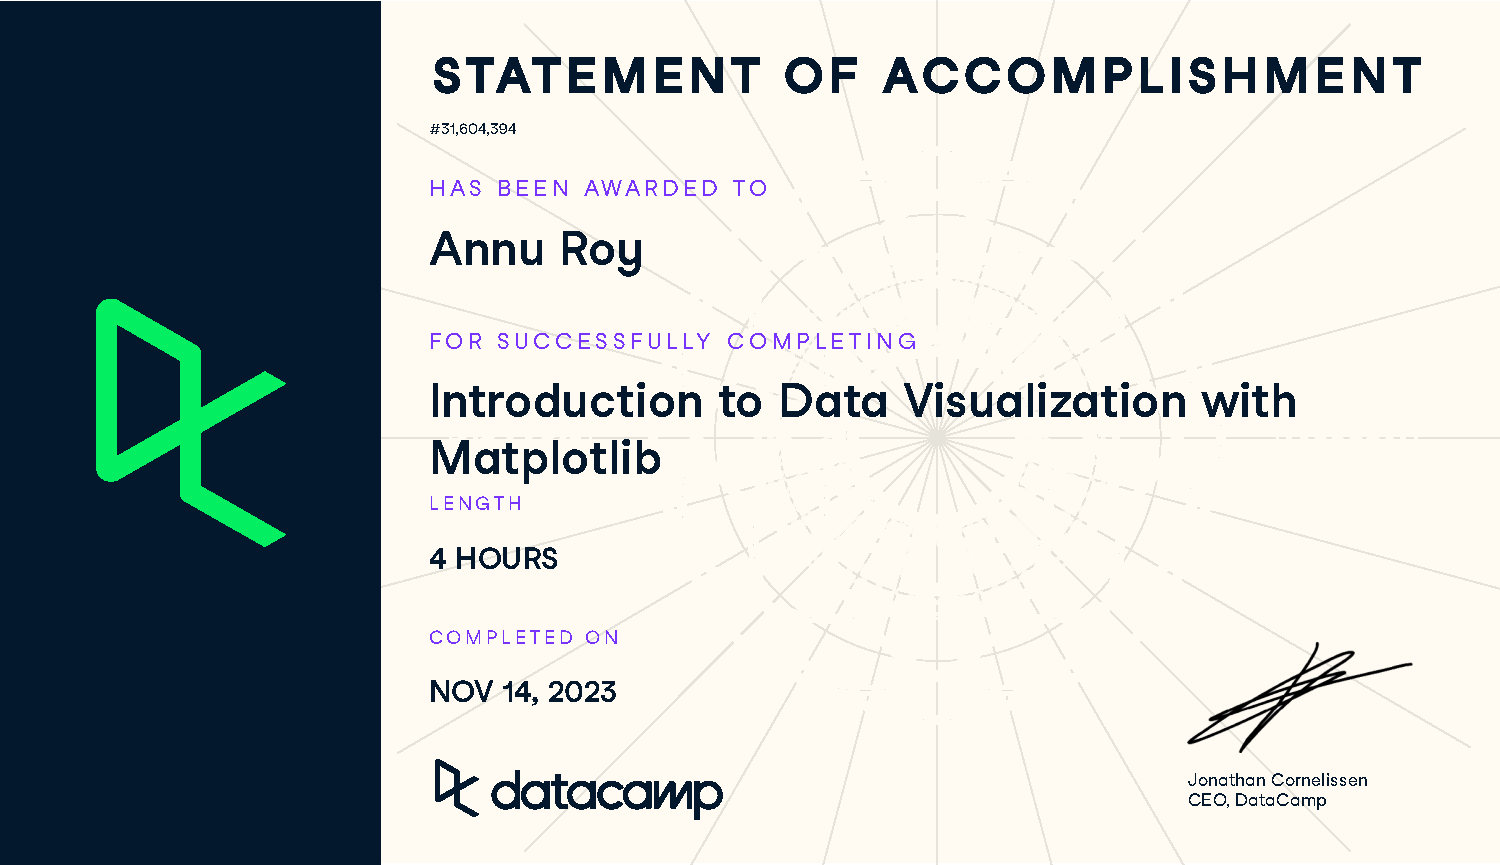 STATEMENT OF ACCOMPLISHMENT
#31,604,394
HAS BEEN AWARDED TO
Annu Roy
FOR SUCCESSFULLY COMPLETING
Introduction to Data Visualization with
Matplotlib
LENGTH
4 HOURS
COMPLETED ON
NOV 14, 2023
datacamp
Jonathan Cornelissen
CEO, DataCamp